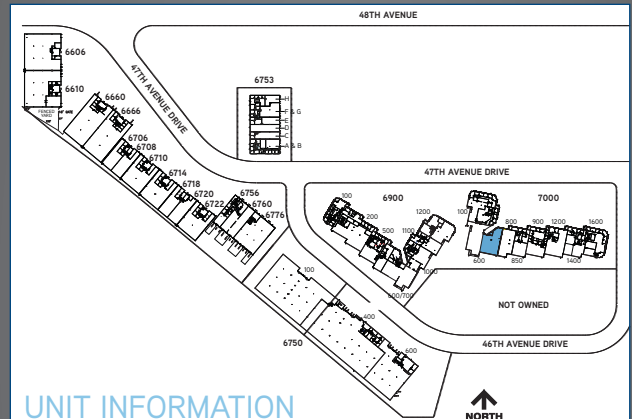 48TH AVENUE
6606
47TH AVENUE DRIVE
6753
6610
6660
FENCED
YARD
6666
H
F & G
E
D
C
A & B
6706
6708
6710
6714
6718
6720
6722
6756
6760
6776
47TH AVENUE DRIVE
100
6900
200
500
1200
1100
1000
600/700
7000
100
800
900
1200
1600
600
850
1400
NOT OWNED
100
400
600
6750
46TH AVENUE DRIVE
UNIT INFORMATION
NORTH